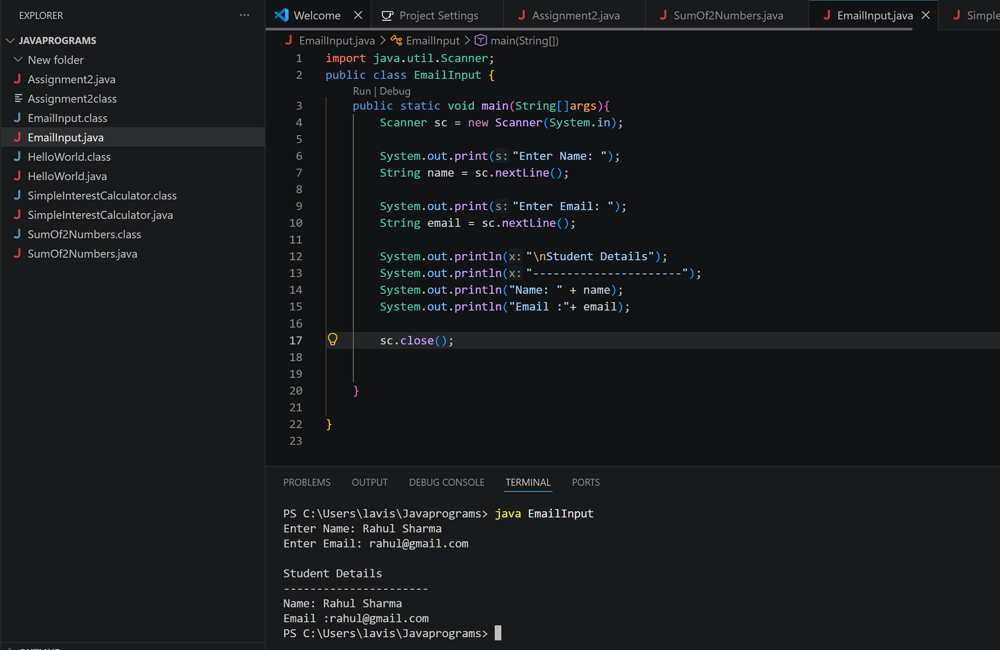 EXPLORER
JAVAPROGRAMS
New folder
Assignment2.java
Assignment2class
EmailInput.class
EmailInput.java
HelloWorld.class
HelloWorld.java
SimpleInterestCalculator.class
SimpleInterestCalculator.java
SumOf2Numbers.class
SumOf2Numbers.java
Welcome Project Settings Assignment2.java SumOf2Numbers.java EmailInput.java Simple
EmailInput.java > EmailInput > main(String[])
1 import java.util.Scanner;
2 public class EmailInput {
Run | Debug
3 public static void main(String[]args){
4 Scanner sc = new Scanner(System.in);
5
6 System.out.print(s: "Enter Name: ");
7 String name = sc.nextLine();
8
9 System.out.print(s: "Enter Email: ");
10 String email = sc.nextLine();
11
12 System.out.println(x: "\nStudent Details");
13 System.out.println(x: "----------------------");
14 System.out.println("Name: " + name);
15 System.out.println("Email :"+ email);
16
17 sc.close();
18
19
20 }
21
22 }
23
PROBLEMS OUTPUT DEBUG CONSOLE TERMINAL PORTS
PS C:\Users\lavis\Javaprograms> java EmailInput
Enter Name: Rahul Sharma
Enter Email: rahul@gmail.com
Student Details
----------------------
Name: Rahul Sharma
Email :rahul@gmail.com
PS C:\Users\lavis\Javaprograms>